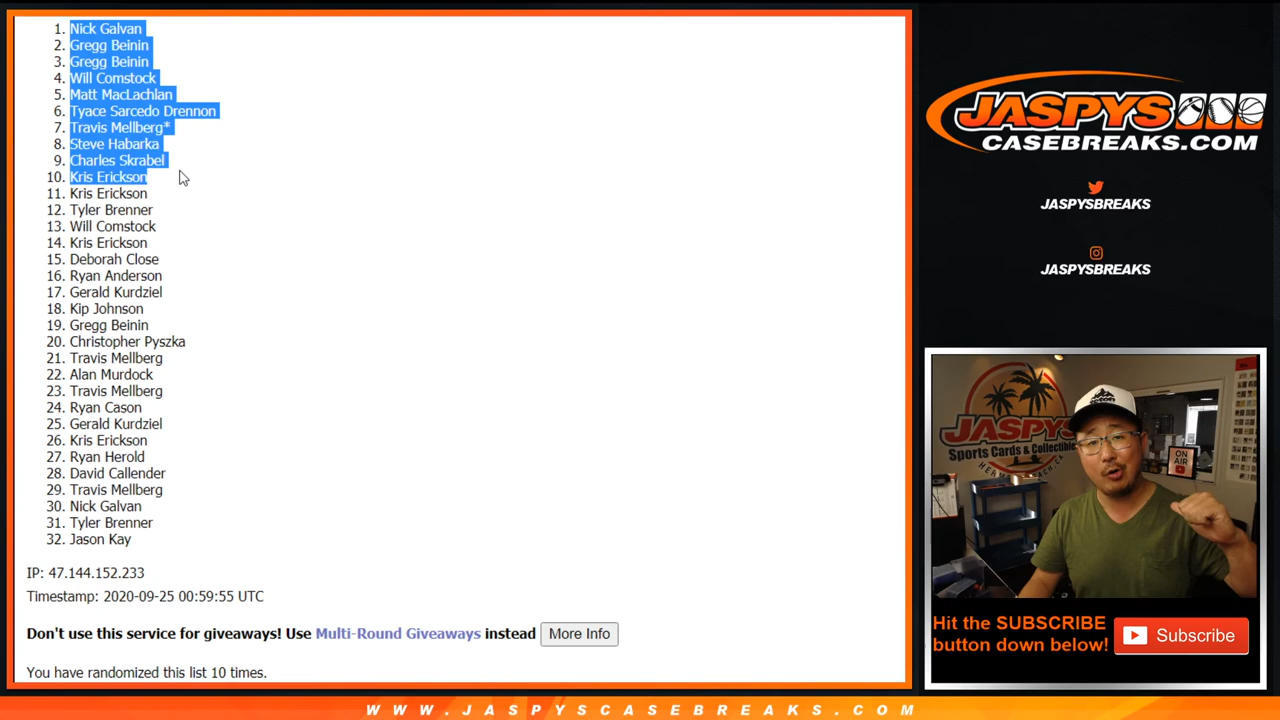 1. Nick Galvan
2. Gregg Beinin
3. Gregg Beinin
4. Will Comstock
5. Matt MacLachlan
6. Tyace Sarcedo Drennon
7. Travis Mellberg*
8. Steve Habarka
9. Charles Skrabel
10. Kris Erickson
11. Kris Erickson
12. Tyler Brenner
13. Will Comstock
14. Kris Erickson
15. Deborah Close
16. Ryan Anderson
17. Gerald Kurdziel
18. Kip Johnson
19. Gregg Beinin
20. Christopher Pyszka
21. Travis Mellberg
22. Alan Murdock
23. Travis Mellberg
24. Ryan Cason
25. Gerald Kurdziel
26. Kris Erickson
27. Ryan Herold
28. David Callender
29. Travis Mellberg
30. Nick Galvan
31. Tyler Brenner
32. Jason Kay
IP: 47.144.152.233
Timestamp: 2020-09-25 00:59:55 UTC
Don't use this service for giveaways! Use Multi-Round Giveaways instead More Info
You have randomized this list 10 times.
JASPYS
CASEBREAKS.COM
JASPYSBREAKS
JASPYSBREAKS
JASPYS
Sports Cards & Collectibles
ON AIR
Hit the SUBSCRIBE
button down below!
Subscribe
WWW.JASPYSCASEBREAKS.COM